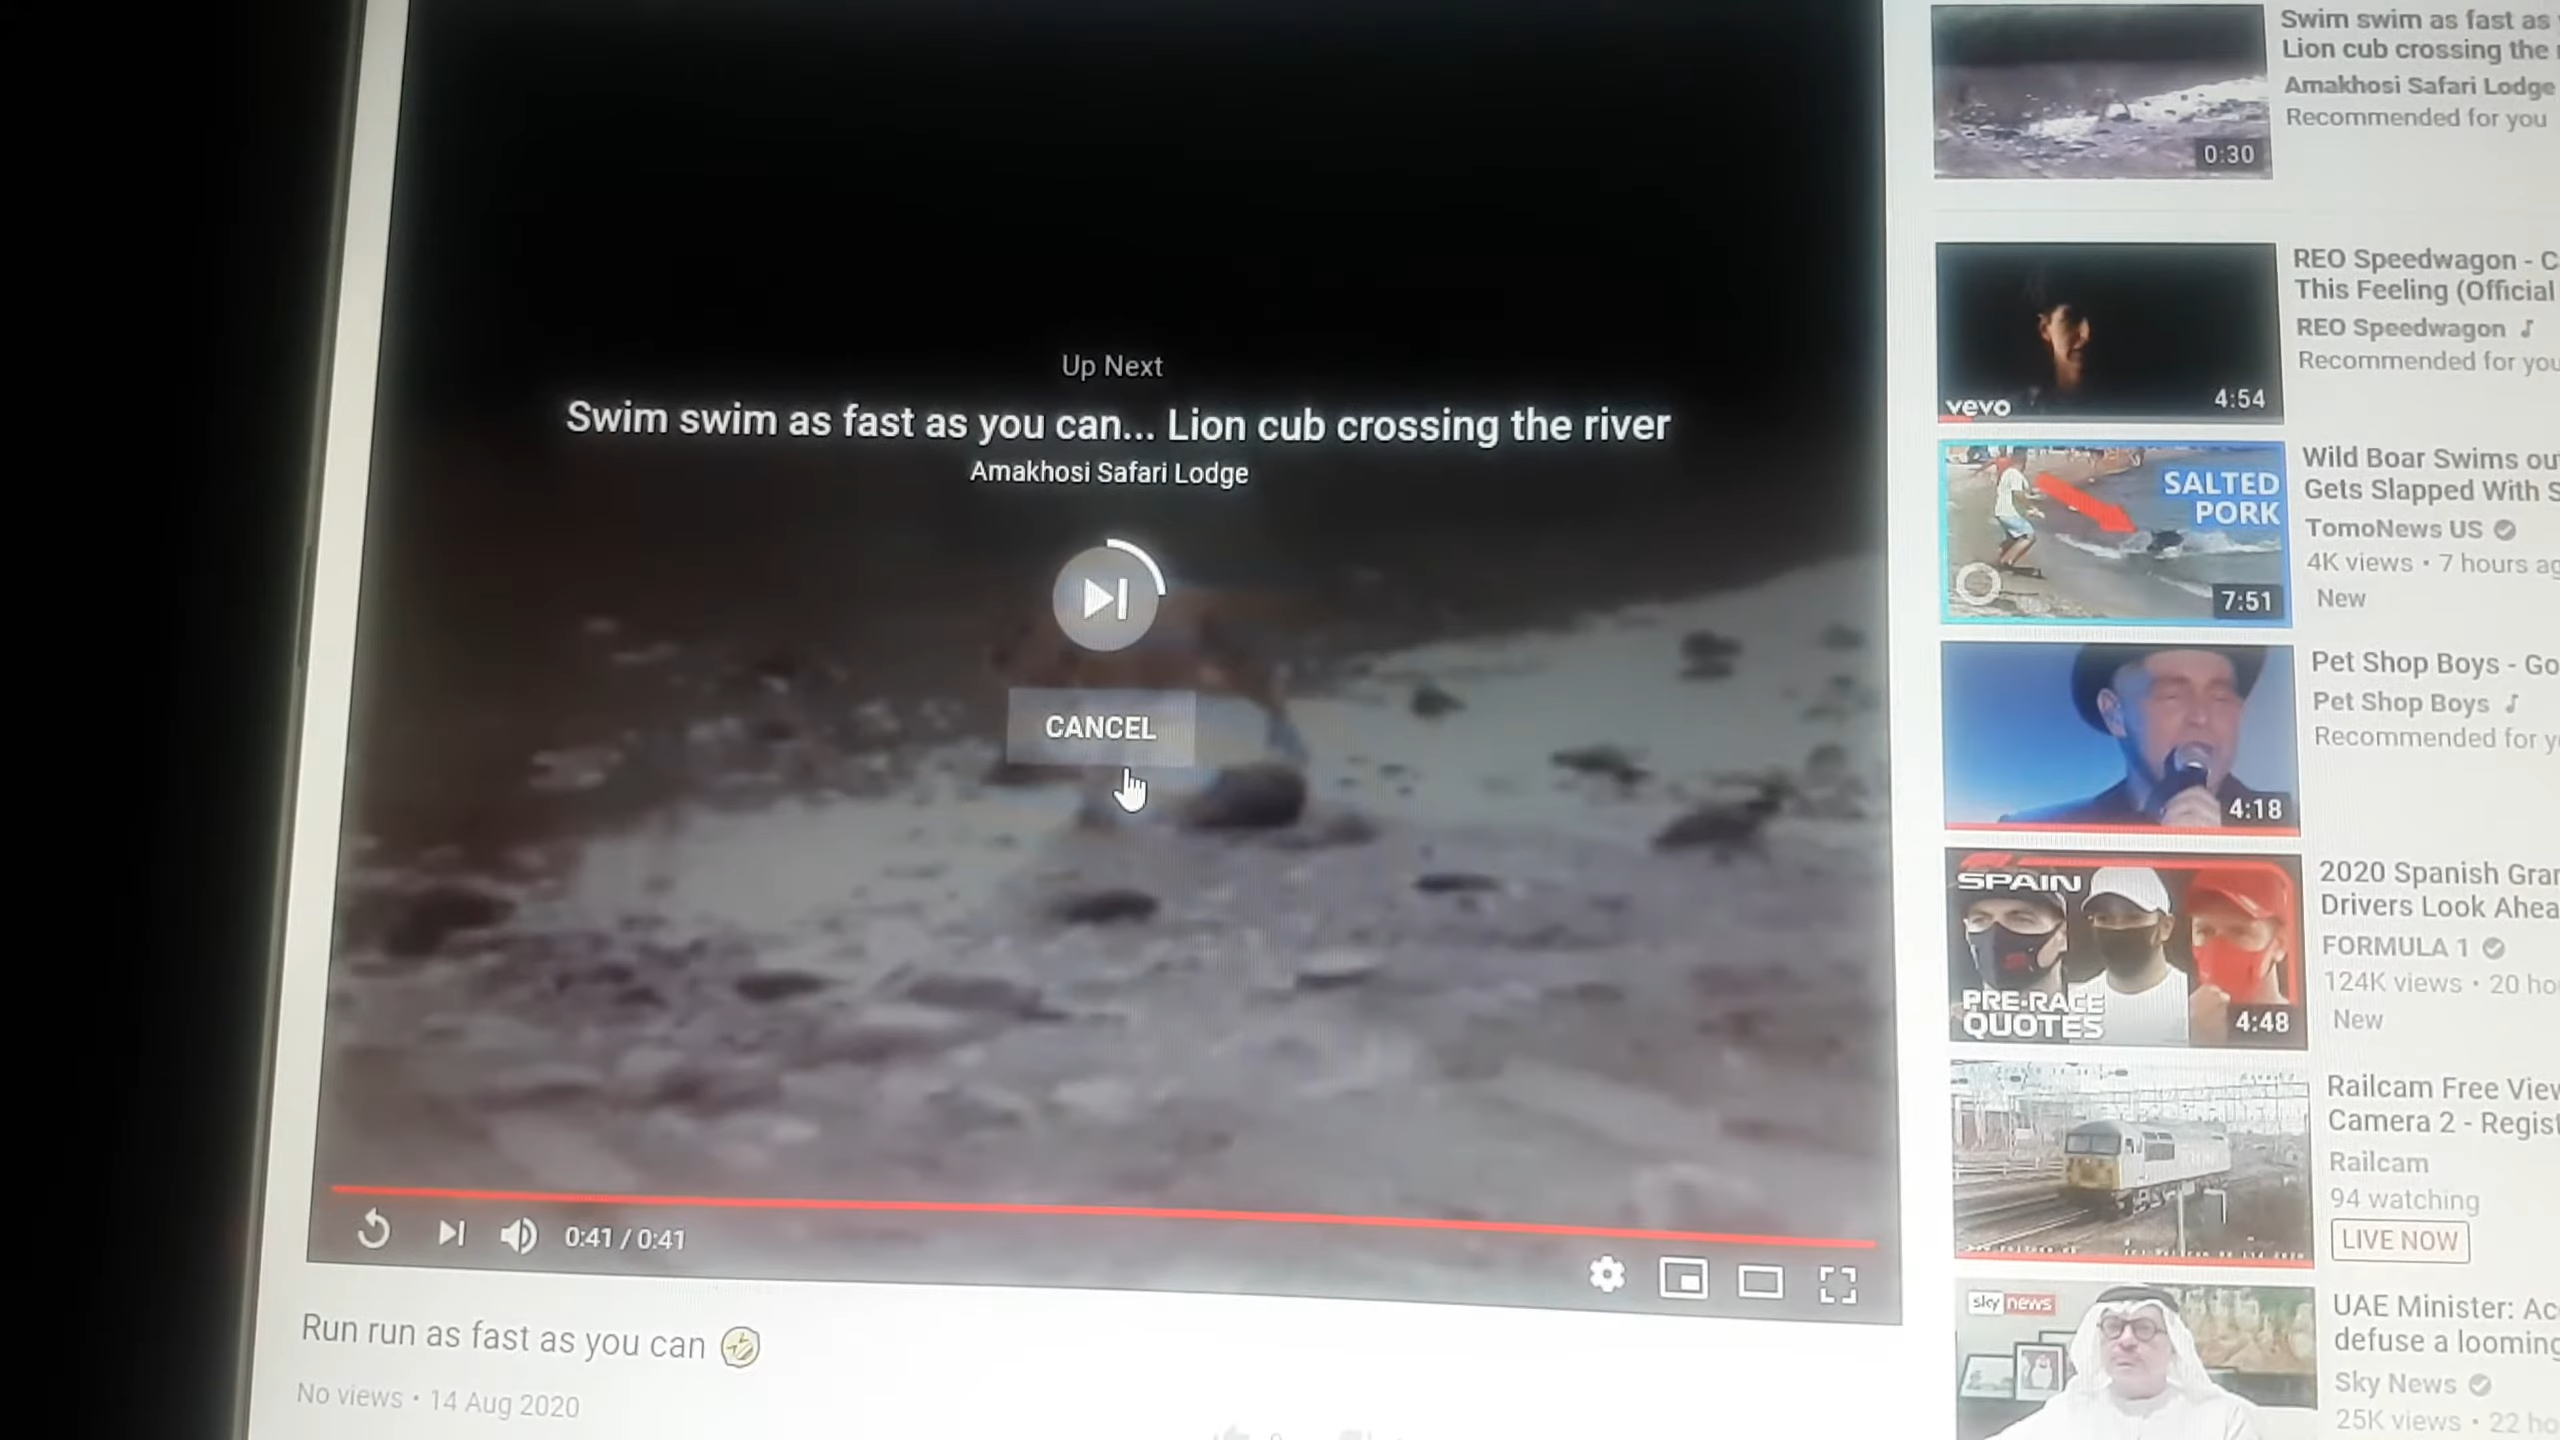 Up Next
Swim swim as fast as you can... Lion cub crossing the river
Amakhosi Safari Lodge
CANCEL
0:41 / 0:41
Run run as fast as you can 🤣
No views • 14 Aug 2020
Swim swim as fast as
Lion cub crossing the
Amakhosi Safari Lodge
Recommended for you
0:30
REO Speedwagon - C
This Feeling (Official
REO Speedwagon ♪
Recommended for you
vevo
4:54
Wild Boar Swims ou
Gets Slapped With S
TomoNews US
4K views • 7 hours ag
New
SALTED
PORK
7:51
Pet Shop Boys - Go
Pet Shop Boys ♪
Recommended for y
4:18
2020 Spanish Gran
Drivers Look Ahea
FORMULA 1
124K views • 20 ho
New
SPAIN
PRE-RACE
QUOTES
4:48
Railcam Free View
Camera 2 - Regist
Railcam
94 watching
LIVE NOW
UAE Minister: Ac
defuse a looming
Sky News
25K views • 22 ho
sky news